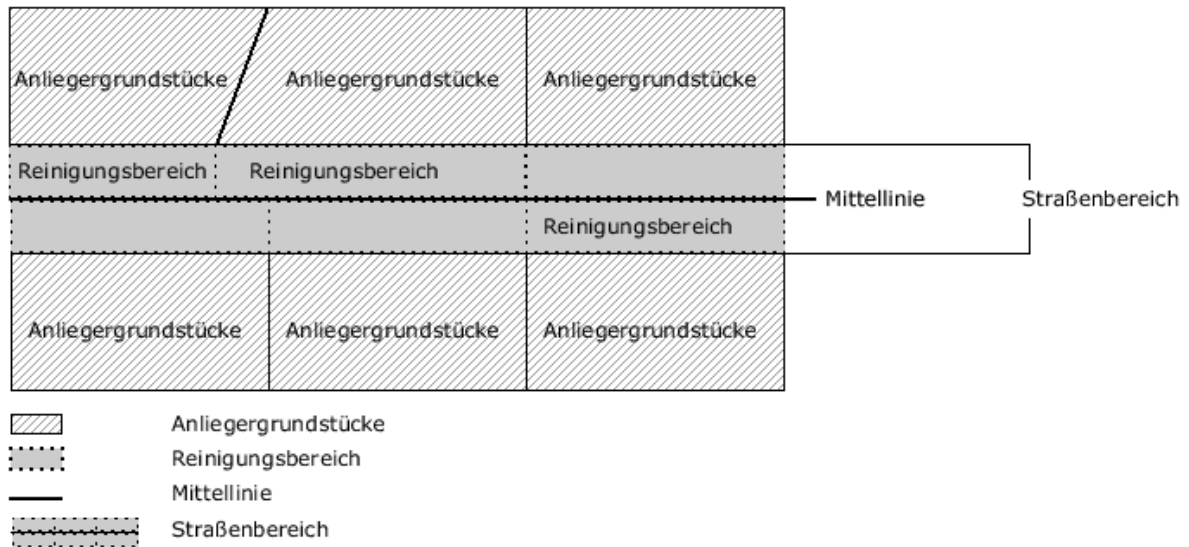 Anliegergrundstücke Anliegergrundstücke Anliegergrundstücke
Reinigungsbereich Reinigungsbereich
Mittellinie Straßenbereich
Reinigungsbereich
Anliegergrundstücke Anliegergrundstücke Anliegergrundstücke
Anliegergrundstücke
Reinigungsbereich
Mittellinie
Straßenbereich